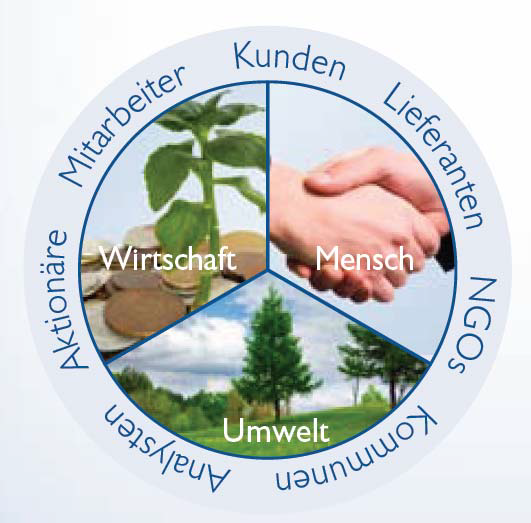 Kunden
Lieferanten
NGOs
Kommunen
Analysten
Aktionäre
Mitarbeiter
Wirtschaft
Mensch
Umwelt